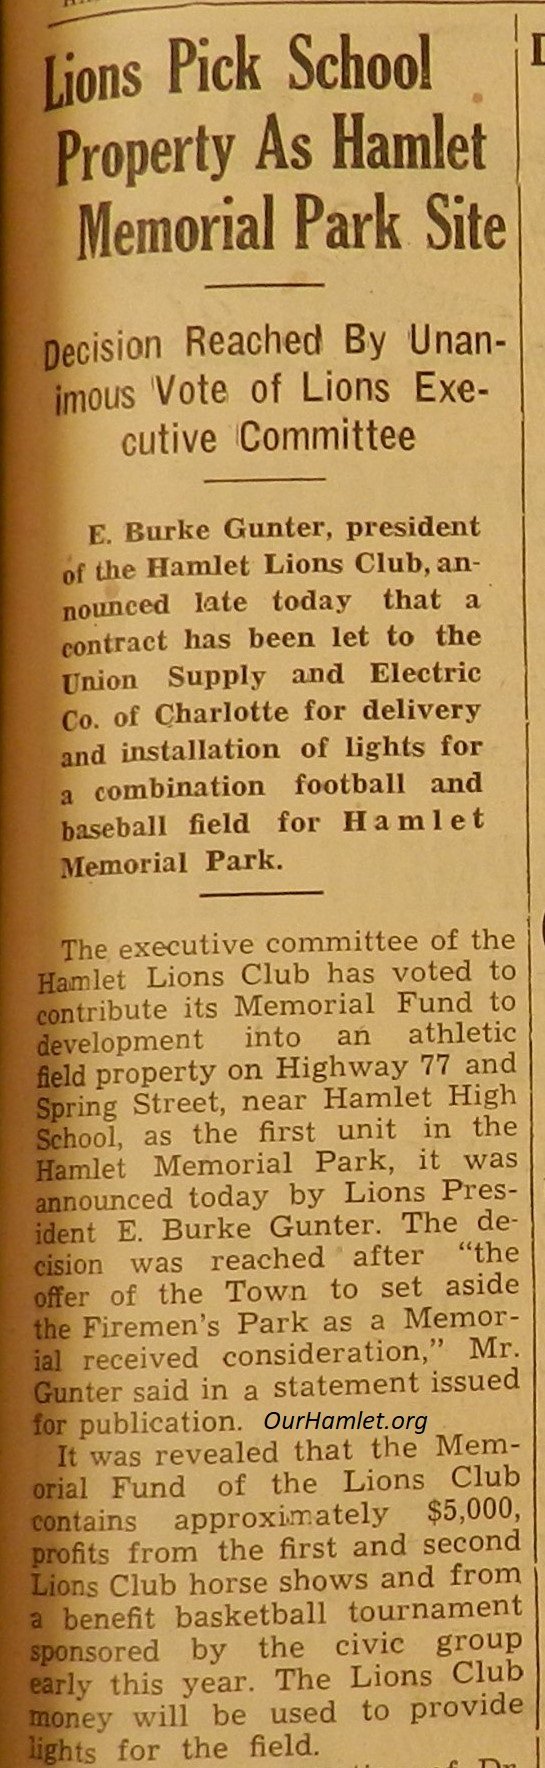 Lions Pick School
Property As Hamlet
Memorial Park Site
Decision Reached By Unan-
imous Vote of Lions Exe-
cutive Committee
E. Burke Gunter, president
of the Hamlet Lions Club, an-
nounced late today that a
contract has been let to the
Union Supply and Electric
Co. of Charlotte for delivery
and installation of lights for
a combination football and
baseball field for Hamlet
Memorial Park.
The executive committee of the
Hamlet Lions Club has voted to
contribute its Memorial Fund to
development into an athletic
field property on Highway 77 and
Spring Street, near Hamlet High
School, as the first unit in the
Hamlet Memorial Park, it was
announced today by Lions Pres-
ident E. Burke Gunter. The de-
cision was reached after “the
offer of the Town to set aside
the Firemen’s Park as a Memor-
ial received consideration,” Mr.
Gunter said in a statement issued
for publication. OurHamlet.org
It was revealed that the Mem-
orial Fund of the Lions Club
contains approximately $5,000,
profits from the first and second
Lions Club horse shows and from
a benefit basketball tournament
sponsored by the civic group
early this year. The Lions Club
money will be used to provide
lights for the field.